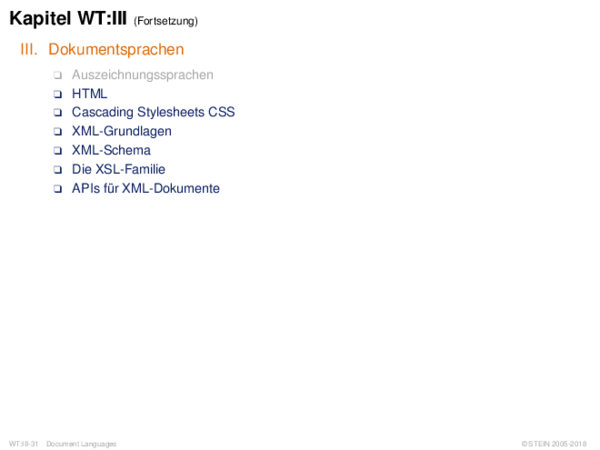 Kapitel WT:III (Fortsetzung)
III. Dokumentsprachen
❑ Auszeichnungssprachen
❑ HTML
❑ Cascading Stylesheets CSS
❑ XML-Grundlagen
❑ XML-Schema
❑ Die XSL-Familie
❑ APIs für XML-Dokumente
WT:III-31 Document Languages © STEIN 2005-2018